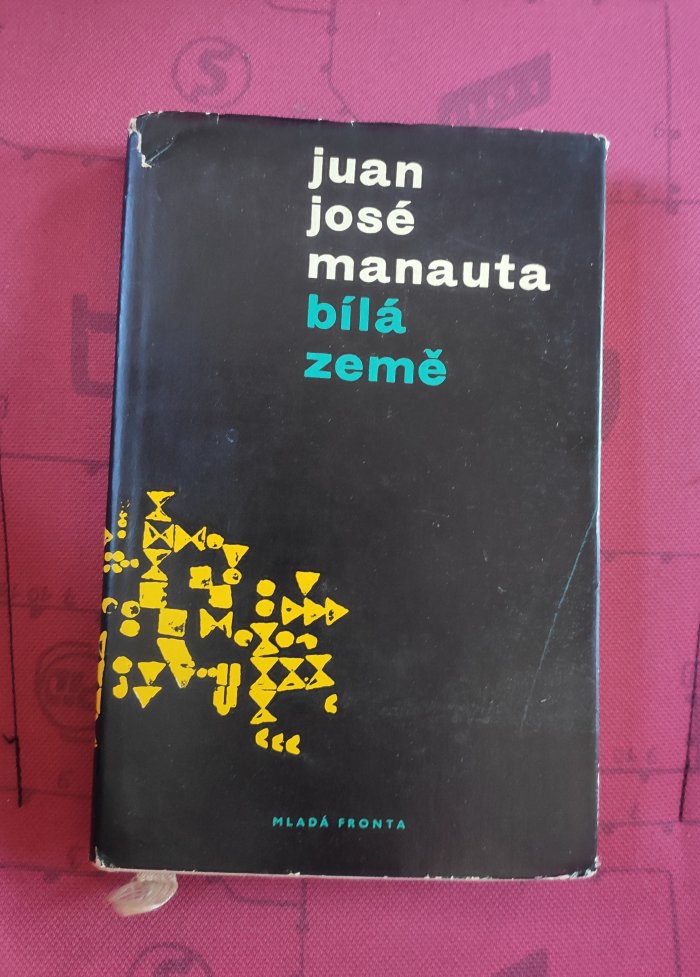 juan
josé
manauta
bílá
země
MLADÁ FRONTA